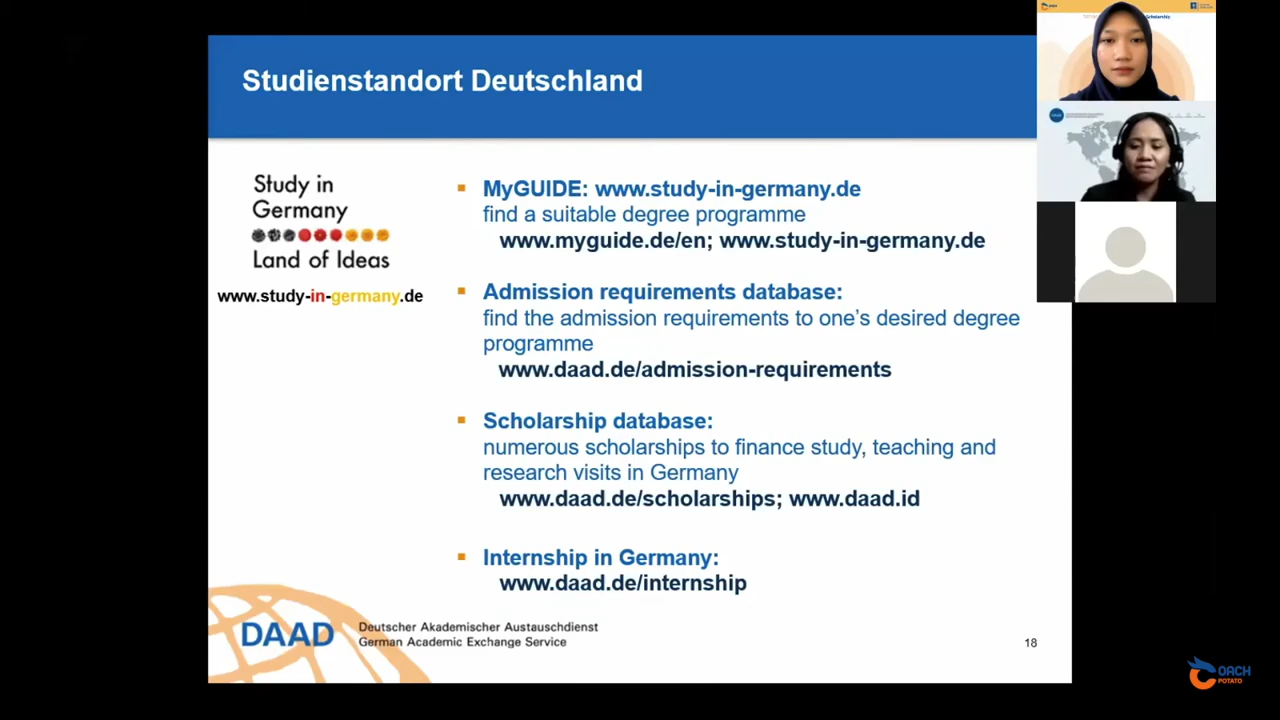 Studienstandort Deutschland
Study in
Germany
Land of Ideas
www.study-in-germany.de
▪ MyGUIDE: www.study-in-germany.de
find a suitable degree programme
www.myguide.de/en; www.study-in-germany.de
▪ Admission requirements database:
find the admission requirements to one’s desired degree
programme
www.daad.de/admission-requirements
▪ Scholarship database:
numerous scholarships to finance study, teaching and
research visits in Germany
www.daad.de/scholarships; www.daad.id
▪ Internship in Germany:
www.daad.de/internship
DAAD
Deutscher Akademischer Austauschdienst
German Academic Exchange Service
18
OACH
POTATO